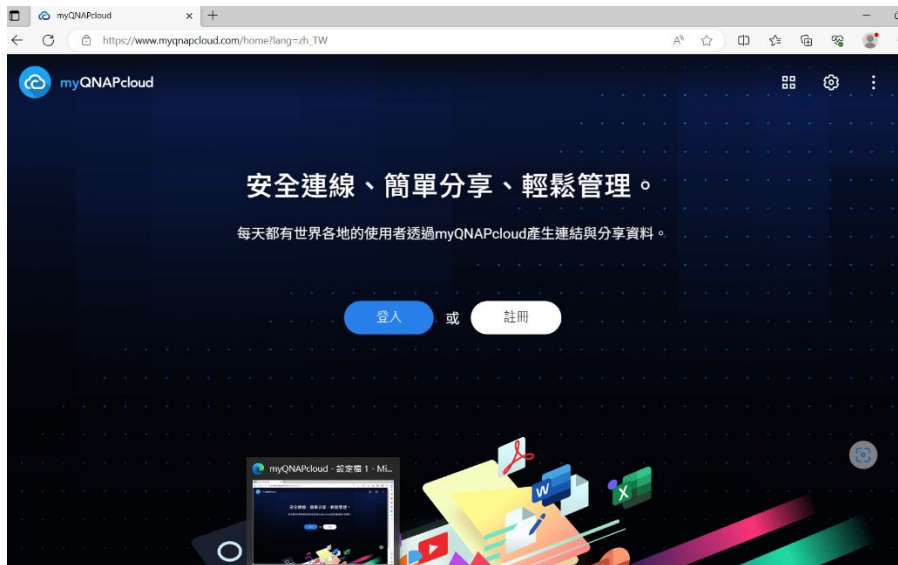 myQNAPcloud
https://www.myqnapcloud.com/home?lang=zh_TW
myQNAPcloud
安全連線、簡單分享、輕鬆管理。
每天都有世界各地的使用者透過myQNAPcloud產生連結與分享資料。
登入 或 註冊
myQNAPcloud - 設定檔 1 - Mi...
W
X